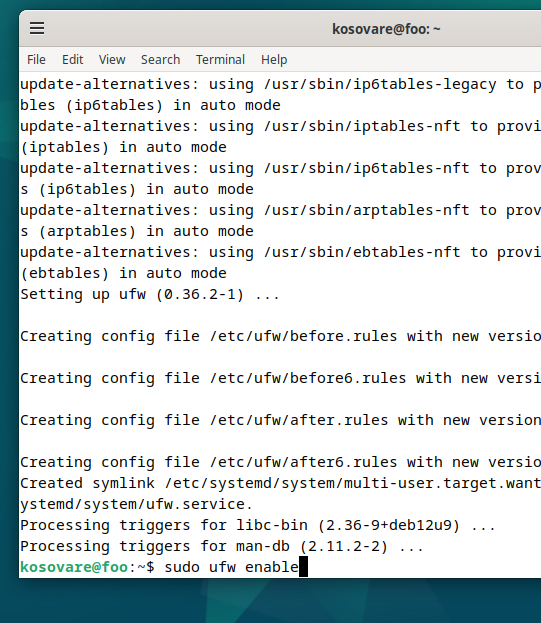 kosovare@foo: ~
File Edit View Search Terminal Help
update-alternatives: using /usr/sbin/ip6tables-legacy to p
bles (ip6tables) in auto mode
update-alternatives: using /usr/sbin/iptables-nft to provi
(iptables) in auto mode
update-alternatives: using /usr/sbin/ip6tables-nft to prov
s (ip6tables) in auto mode
update-alternatives: using /usr/sbin/arptables-nft to prov
s (arptables) in auto mode
update-alternatives: using /usr/sbin/ebtables-nft to provi
(ebtables) in auto mode
Setting up ufw (0.36.2-1) ...
Creating config file /etc/ufw/before.rules with new versio
Creating config file /etc/ufw/before6.rules with new versi
Creating config file /etc/ufw/after.rules with new version
Creating config file /etc/ufw/after6.rules with new versio
Created symlink /etc/systemd/system/multi-user.target.want
ystemd/system/ufw.service.
Processing triggers for libc-bin (2.36-9+deb12u9) ...
Processing triggers for man-db (2.11.2-2) ...
kosovare@foo:~$ sudo ufw enable